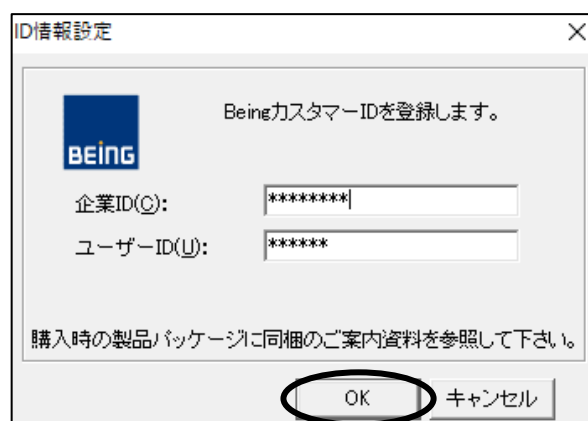 ID情報設定
BeingカスタマーIDを登録します。
BEiNG
企業ID(C):
********
ユーザーID(U):
******
購入時の製品パッケージに同梱のご案内資料を参照して下さい。
OK
キャンセル